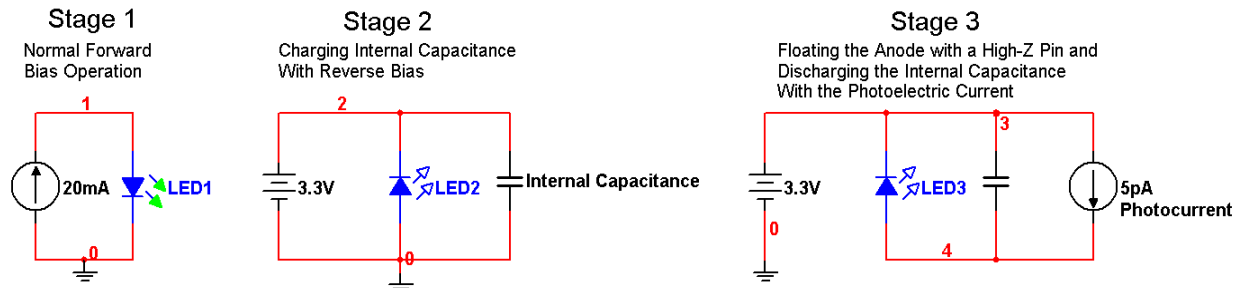 Stage 1
Normal Forward
Bias Operation
1
20mA
LED1
0
Stage 2
Charging Internal Capacitance
With Reverse Bias
2
3.3V
LED2
Internal Capacitance
0
Stage 3
Floating the Anode with a High-Z Pin and
Discharging the Internal Capacitance
With the Photoelectric Current
3
3.3V
LED3
5pA
Photocurrent
0
4